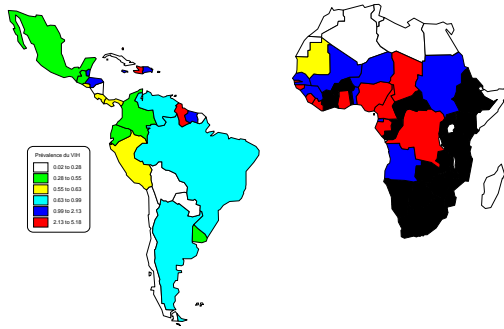 Prévalence du VIH
0.02 to 0.28
0.28 to 0.55
0.55 to 0.63
0.63 to 0.99
0.99 to 2.13
2.13 to 5.18